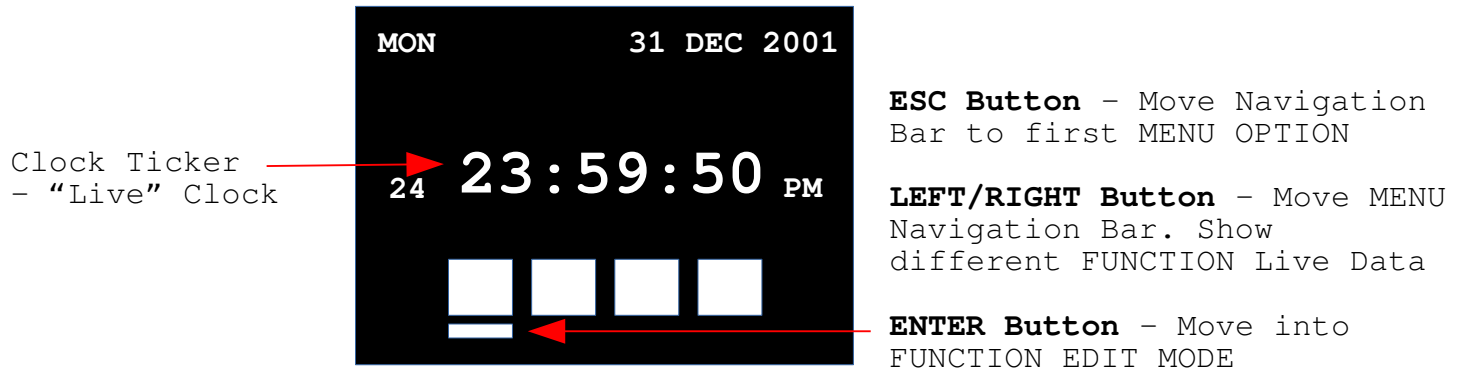 MON 31 DEC 2001
Clock Ticker
– “Live” Clock
24 23:59:50 PM
ESC Button – Move Navigation
Bar to first MENU OPTION
LEFT/RIGHT Button – Move MENU
Navigation Bar. Show
different FUNCTION Live Data
ENTER Button – Move into
FUNCTION EDIT MODE